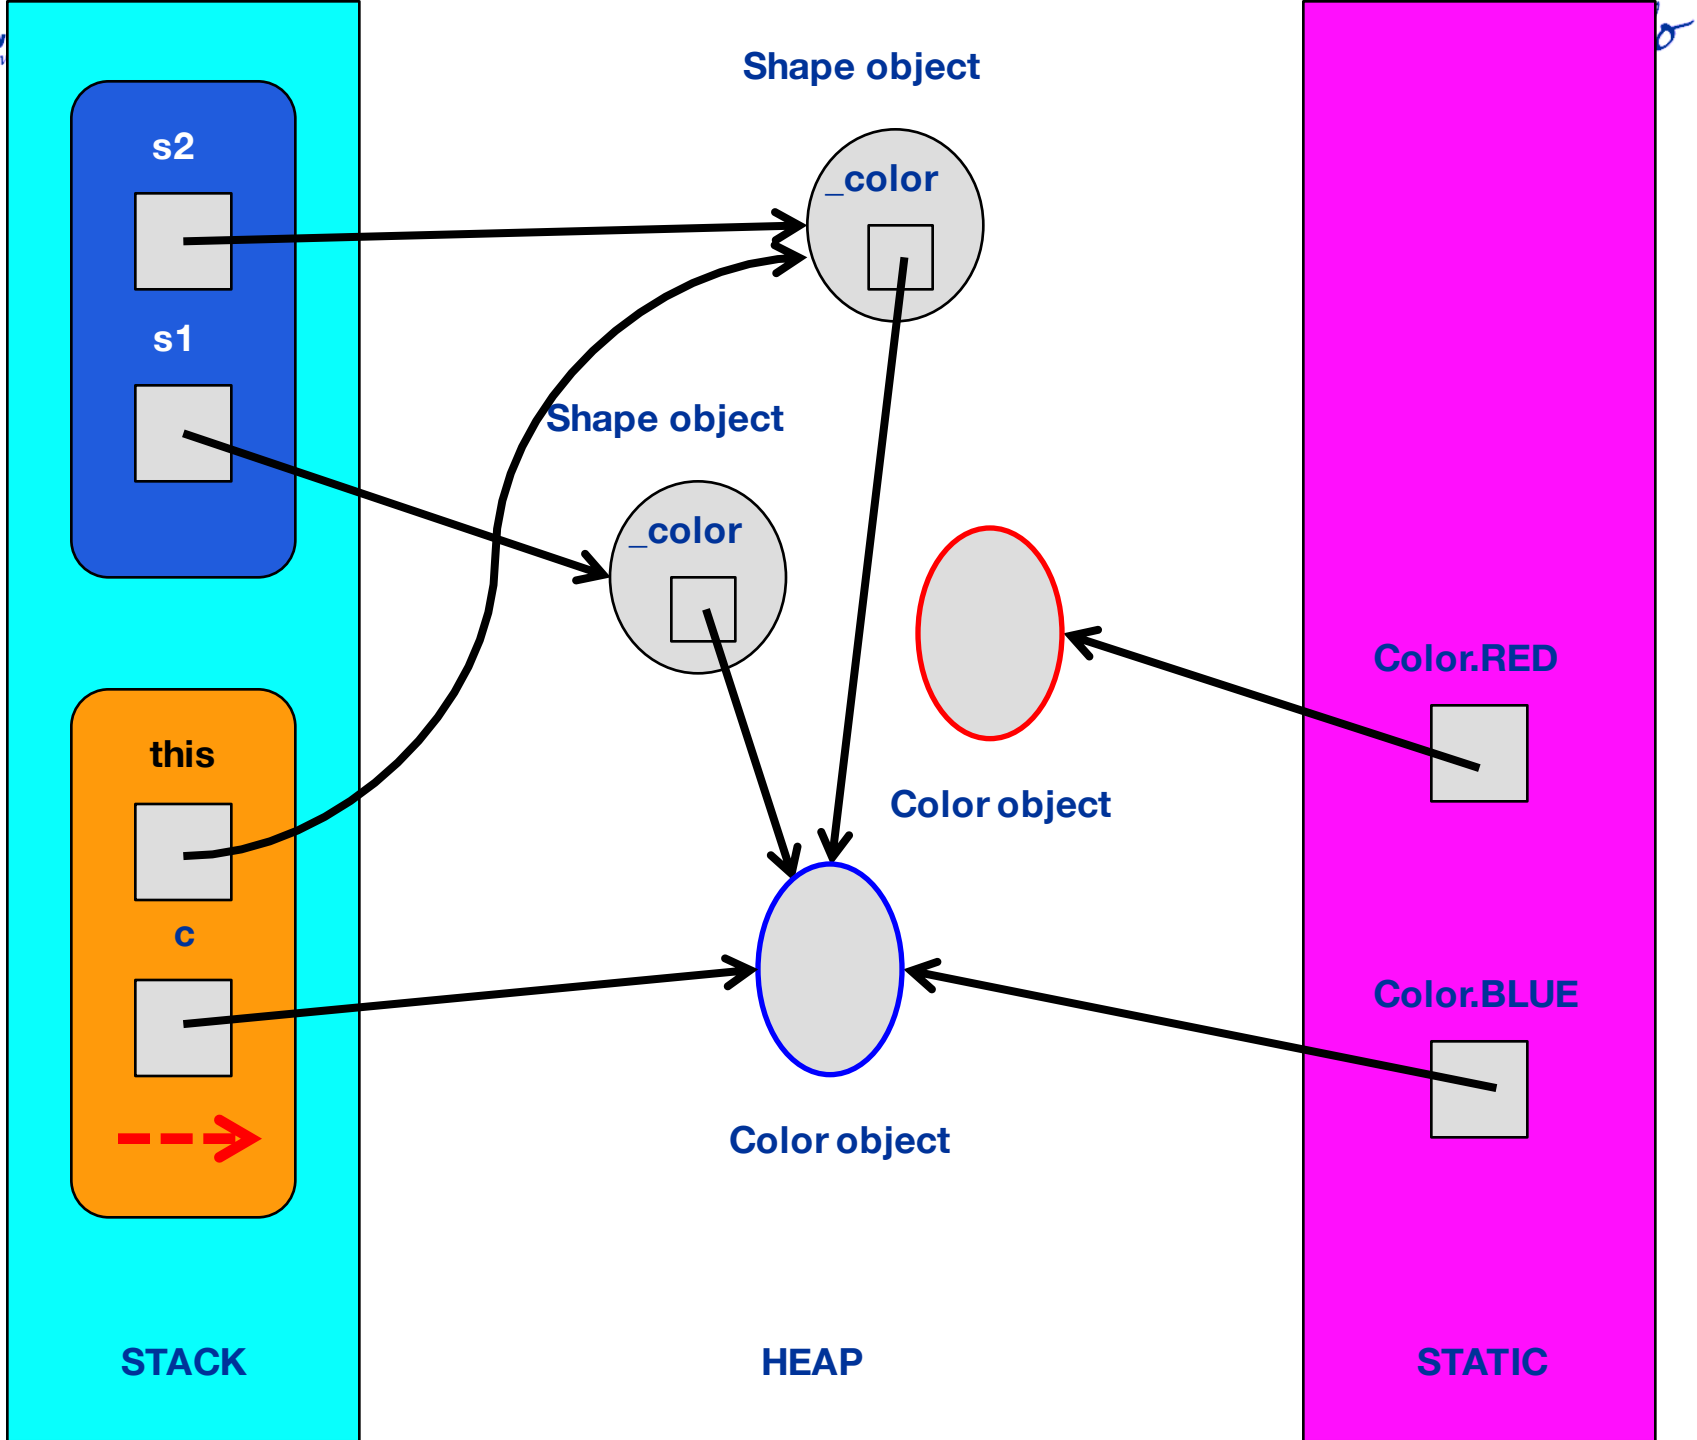 Shape object
s2
_color
s1
Shape object
_color
Color.RED
this
Color object
c
Color.BLUE
Color object
STACK
HEAP
STATIC